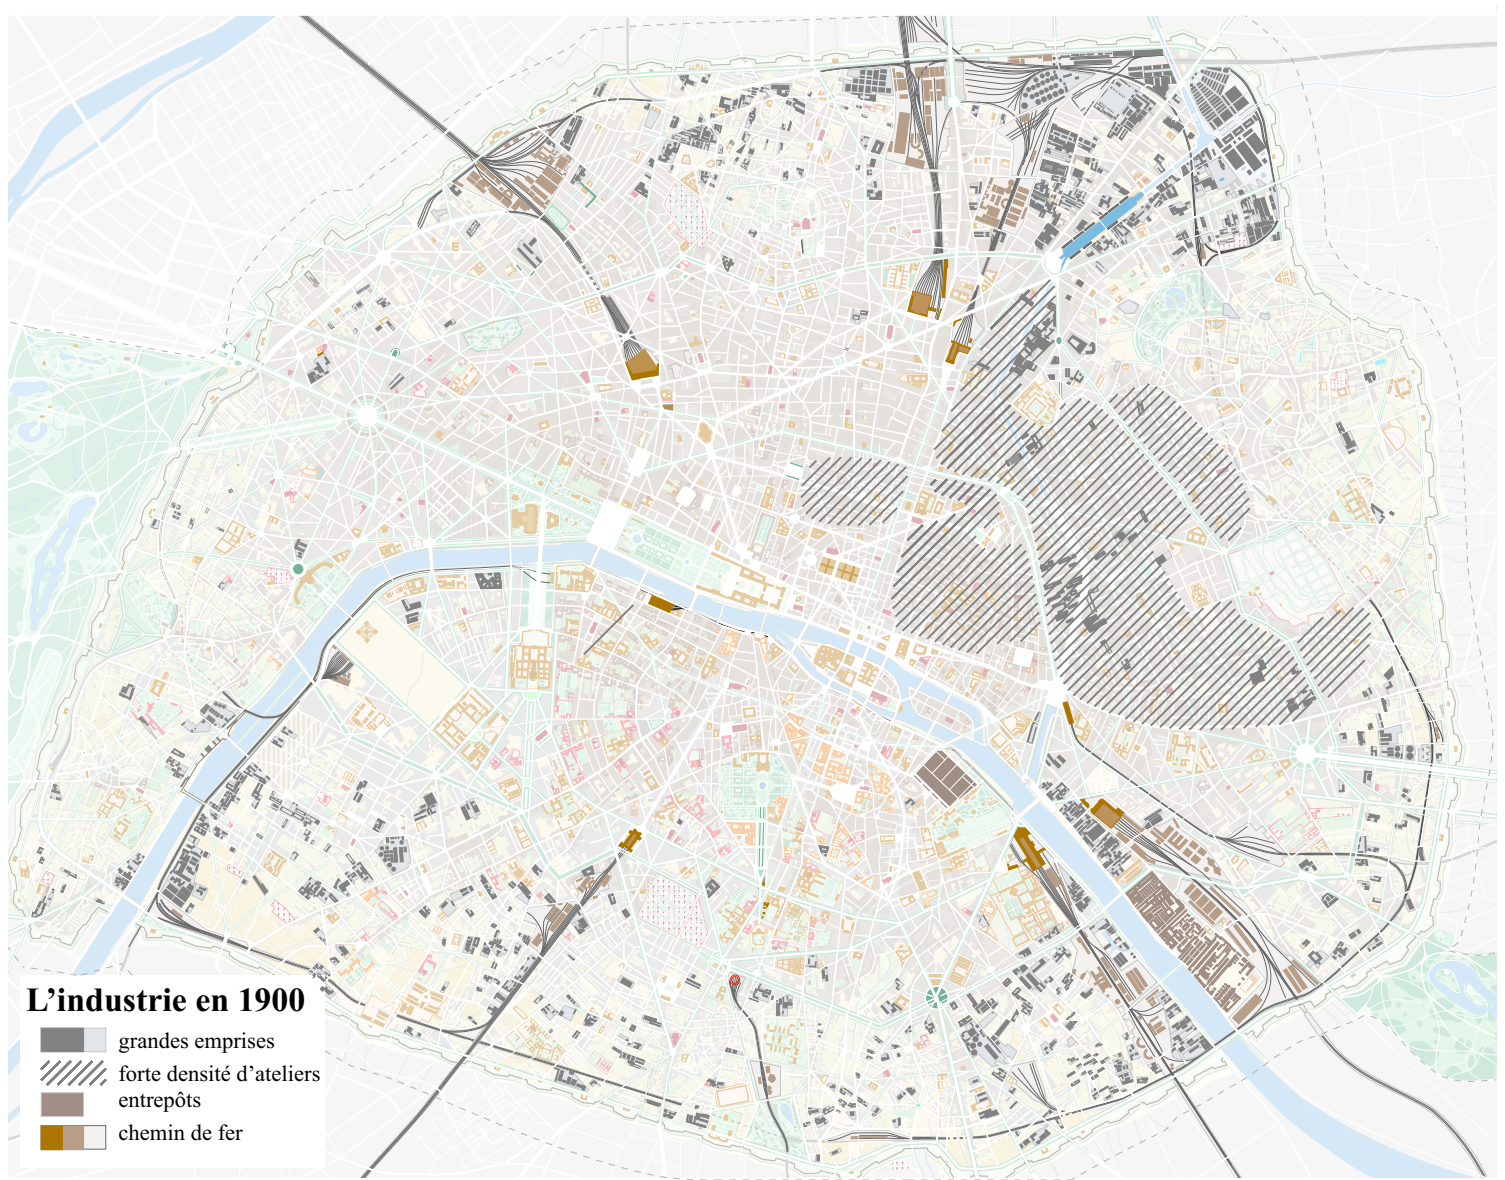 L’industrie en 1900
grandes emprises
forte densité d’ateliers
entrepôts
chemin de fer